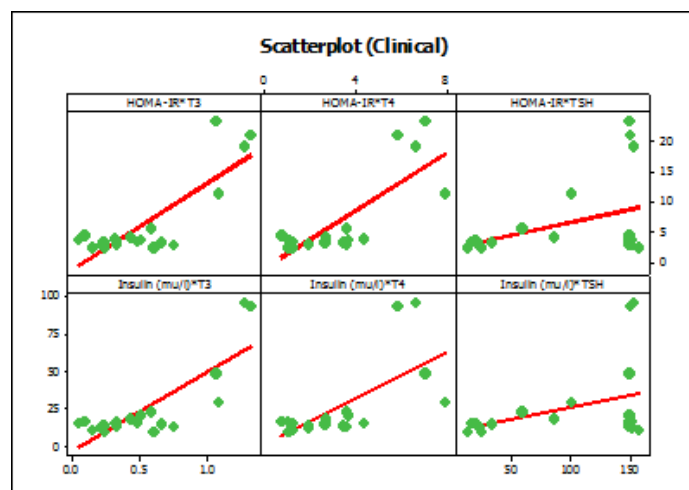 Scatterplot (Clinical)
0 4 8
HOMA-IR*T3 HOMA-IR*T4 HOMA-IR*TSH
20
15
10
5
0
Insulin (mu/l)*T3 Insulin (mu/l)*T4 Insulin (mu/l)*TSH
100
75
50
25
0
0.0 0.5 1.0 50 100 150